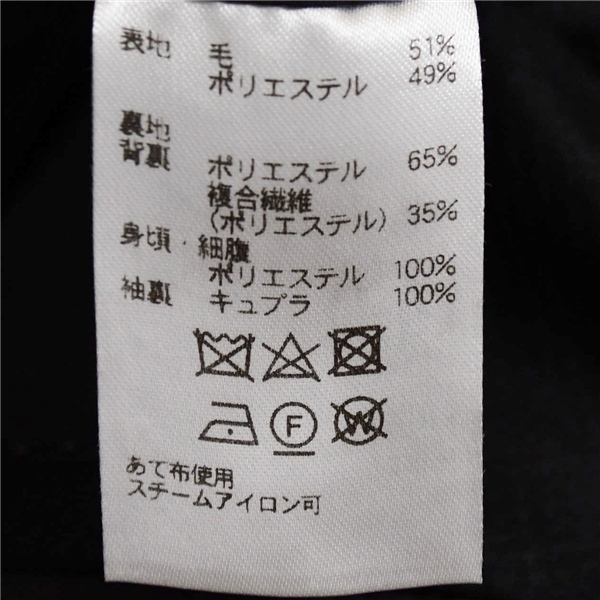 表地 毛 51%
ポリエステル 49%
裏地
背裏 ポリエステル 65%
複合繊維
(ポリエステル) 35%
身頃・細腹
ポリエステル 100%
袖裏 キュプラ 100%
F W
あて布使用
スチームアイロン可